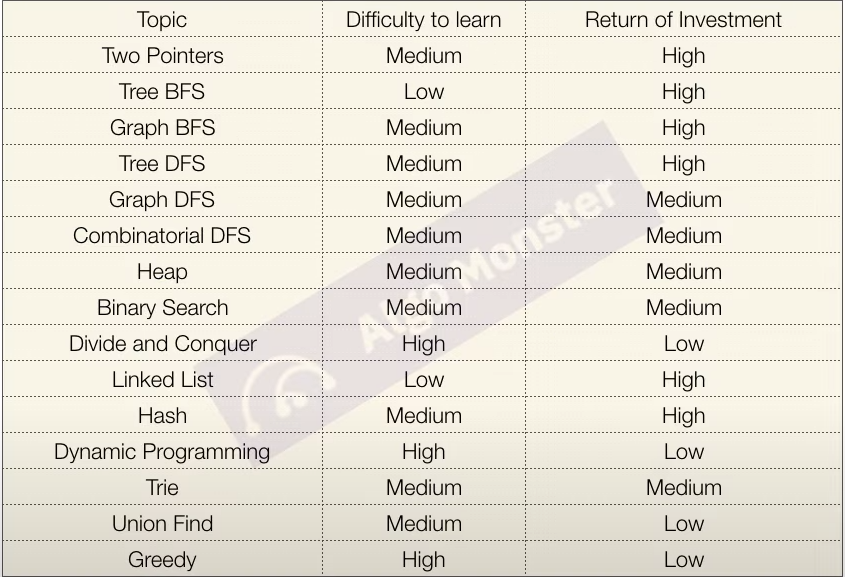 Topic Difficulty to learn Return of Investment
Two Pointers Medium High
Tree BFS Low High
Graph BFS Medium High
Tree DFS Medium High
Graph DFS Medium Medium
Combinatorial DFS Medium Medium
Heap Medium Medium
Binary Search Medium Medium
Divide and Conquer High Low
Linked List Low High
Hash Medium High
Dynamic Programming High Low
Trie Medium Medium
Union Find Medium Low
Greedy High Low
Algo Monster